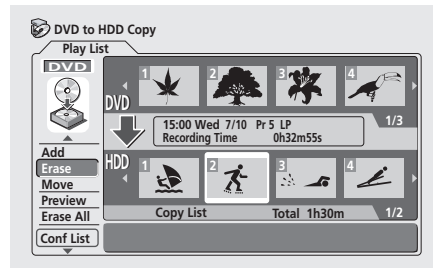 DVD to HDD Copy
Play List
DVD
DVD
1
2
3
4
1/3
15:00 Wed 7/10 Pr 5 LP
Recording Time 0h32m55s
Add
Erase
Move
Preview
Erase All
Conf List
HDD
1
2
3
4
Copy List Total 1h30m 1/2